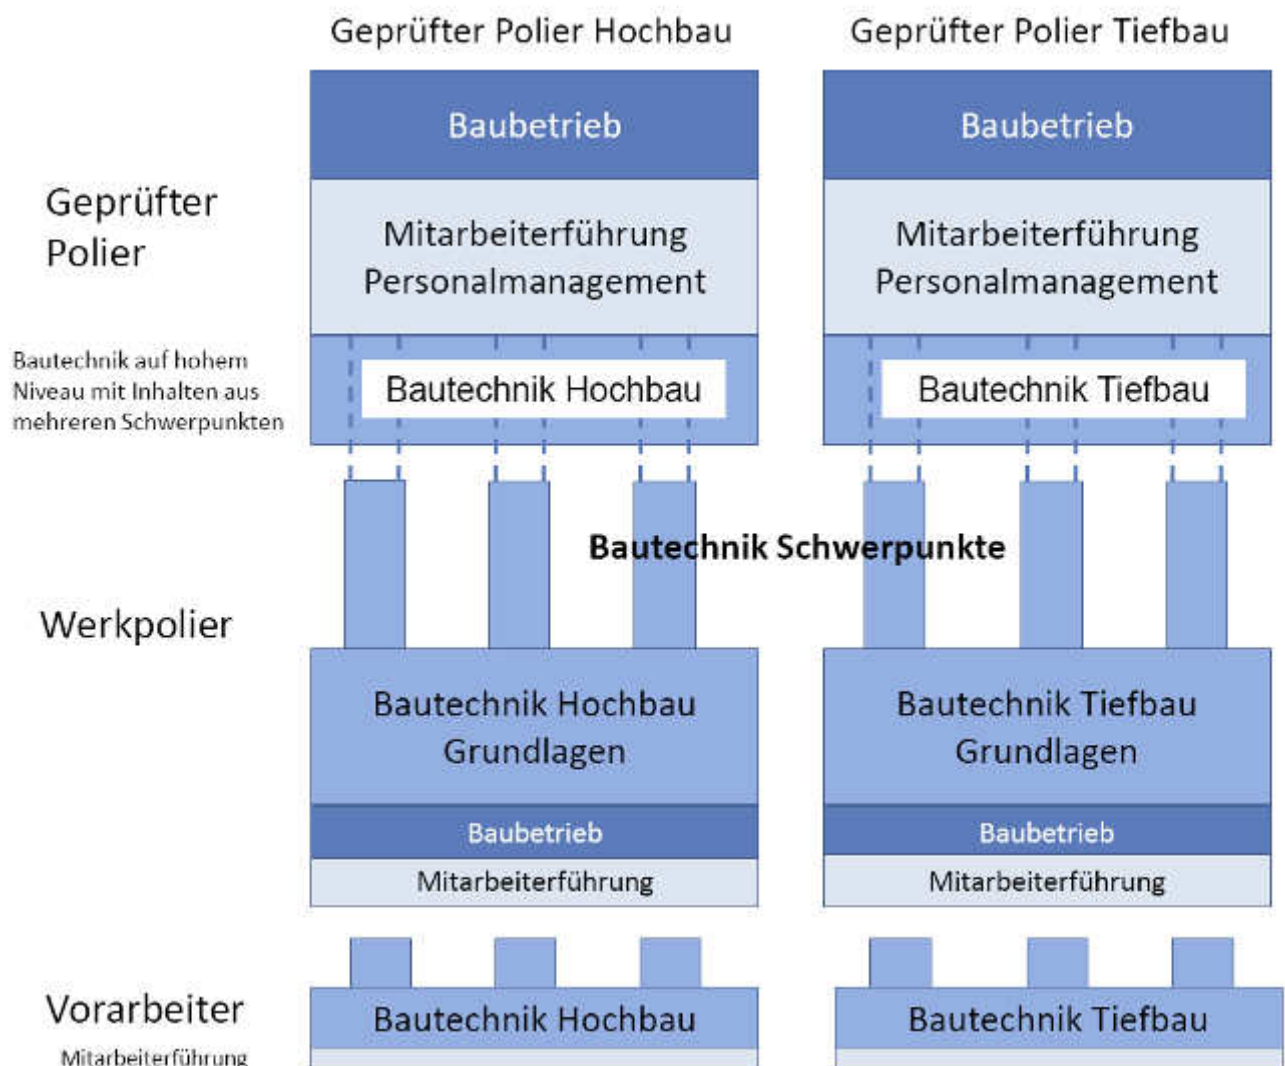 Geprüfter Polier Hochbau
Geprüfter Polier Tiefbau
Baubetrieb
Baubetrieb
Geprüfter
Polier
Mitarbeiterführung
Personalmanagement
Mitarbeiterführung
Personalmanagement
Bautechnik auf hohem
Niveau mit Inhalten aus
mehreren Schwerpunkten
Bautechnik Hochbau
Bautechnik Tiefbau
Bautechnik Schwerpunkte
Werkpolier
Bautechnik Hochbau
Grundlagen
Bautechnik Tiefbau
Grundlagen
Baubetrieb
Baubetrieb
Mitarbeiterführung
Mitarbeiterführung
Vorarbeiter
Bautechnik Hochbau
Bautechnik Tiefbau
Mitarbeiterführung